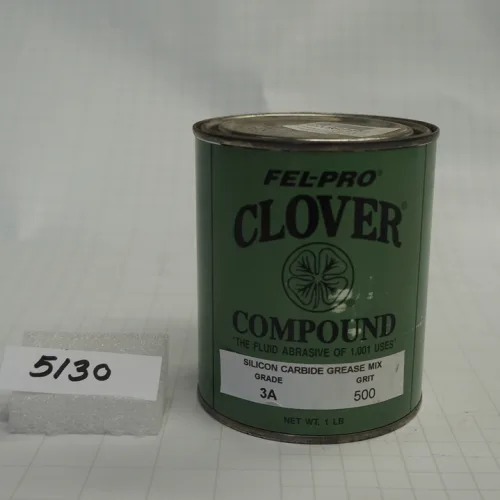 FEL-PRO®
CLOVER®
COMPOUND
"THE FLUID ABRASIVE OF 1,001 USES"
SILICON CARBIDE GREASE MIX
GRADE GRIT
3A 500
NET WT. 1 LB
5130